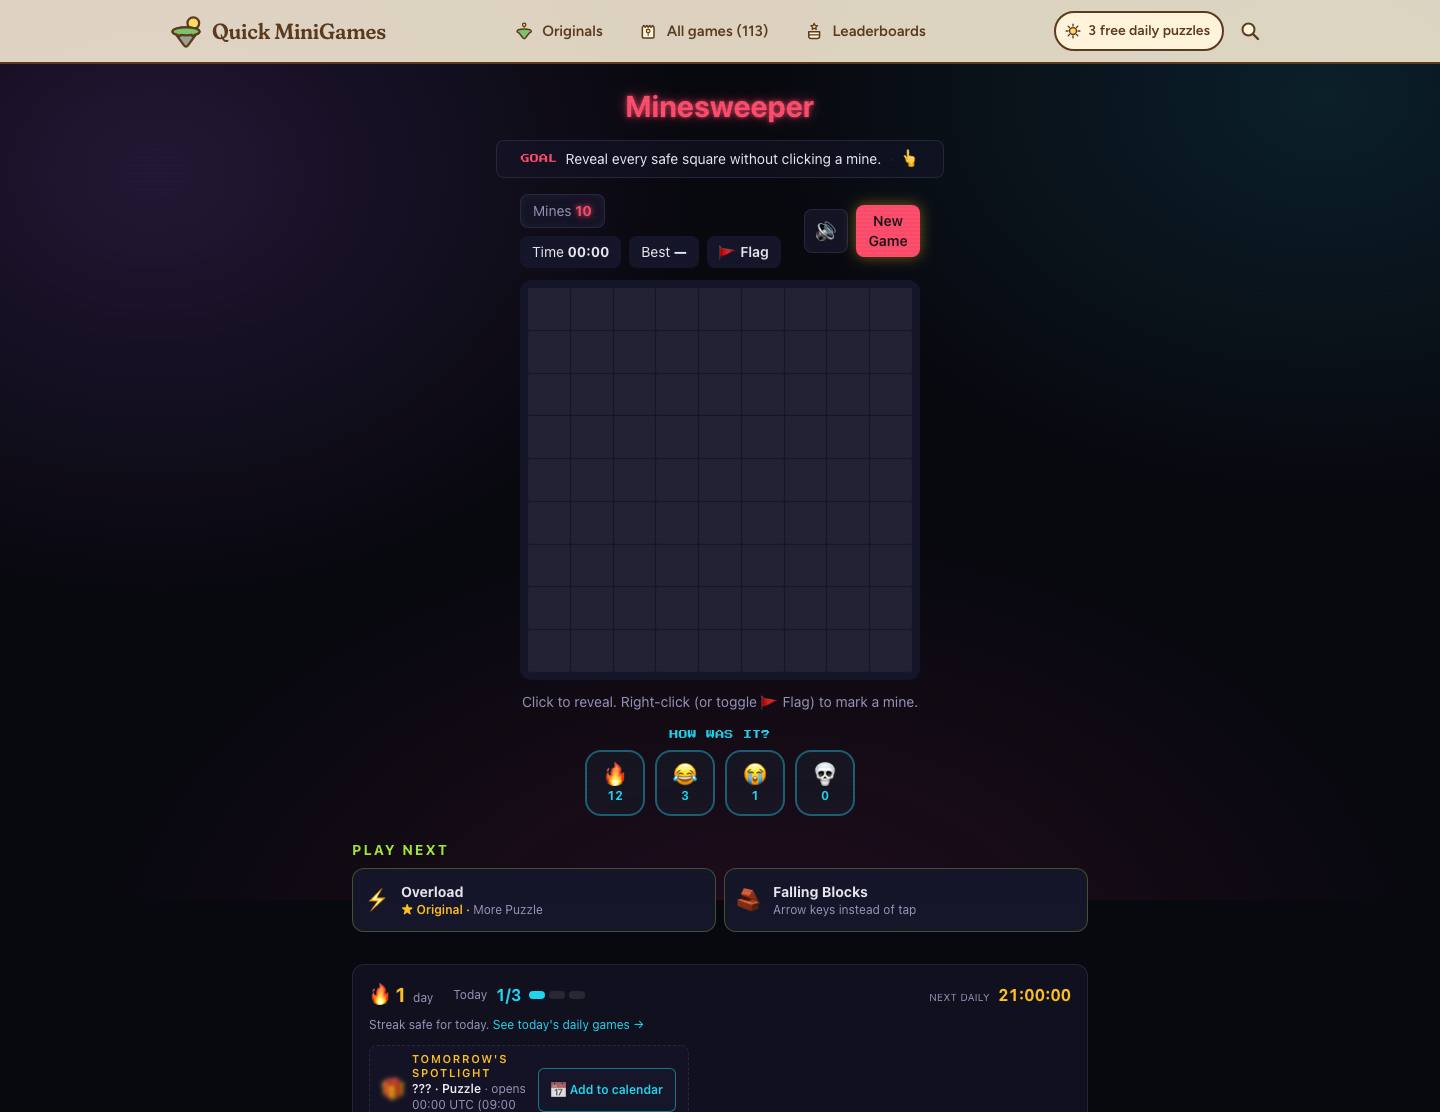 Quick MiniGames
Originals
All games (113)
Leaderboards
3 free daily puzzles
Minesweeper
GOAL Reveal every safe square without clicking a mine.
Mines 10
Time 00:00
Best —
Flag
New
Game
Click to reveal. Right-click (or toggle 🚩 Flag) to mark a mine.
HOW WAS IT?
12
3
1
0
PLAY NEXT
Overload
Original · More Puzzle
Falling Blocks
Arrow keys instead of tap
1 day
Today 1/3
NEXT DAILY 21:00:00
Streak safe for today. See today's daily games →
TOMORROW'S
SPOTLIGHT
??? · Puzzle · opens
00:00 UTC (09:00
Add to calendar